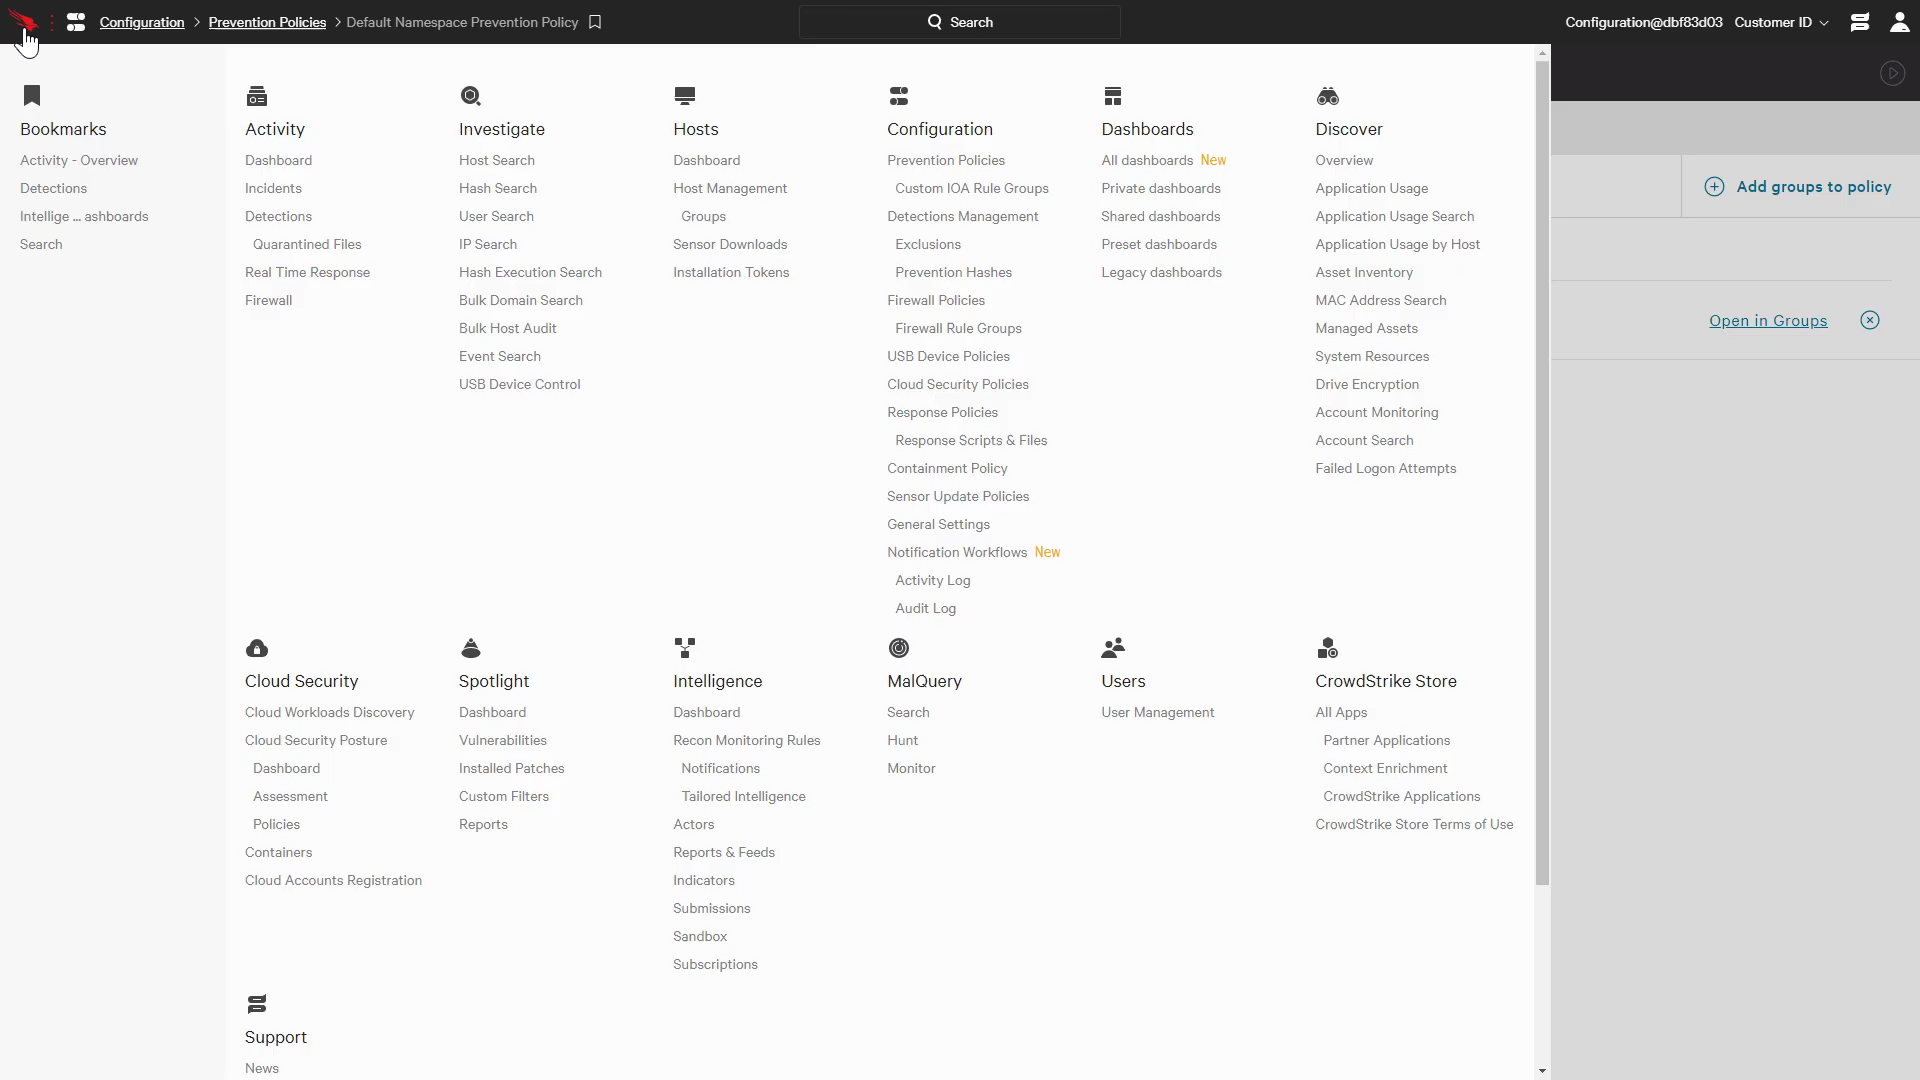 Configuration > Prevention Policies > Default Namespace Prevention Policy
Search
Configuration@dbf83d03 Customer ID
Bookmarks
Activity - Overview
Detections
Intellige ... ashboards
Search
Activity
Dashboard
Incidents
Detections
Quarantined Files
Real Time Response
Firewall
Investigate
Host Search
Hash Search
User Search
IP Search
Hash Execution Search
Bulk Domain Search
Bulk Host Audit
Event Search
USB Device Control
Hosts
Dashboard
Host Management
Groups
Sensor Downloads
Installation Tokens
Configuration
Prevention Policies
Custom IOA Rule Groups
Detections Management
Exclusions
Prevention Hashes
Firewall Policies
Firewall Rule Groups
USB Device Policies
Cloud Security Policies
Response Policies
Response Scripts & Files
Containment Policy
Sensor Update Policies
General Settings
Notification Workflows New
Activity Log
Audit Log
Dashboards
All dashboards New
Private dashboards
Shared dashboards
Preset dashboards
Legacy dashboards
Discover
Overview
Application Usage
Application Usage Search
Application Usage by Host
Asset Inventory
MAC Address Search
Managed Assets
System Resources
Drive Encryption
Account Monitoring
Account Search
Failed Logon Attempts
Add groups to policy
Open in Groups
Cloud Security
Cloud Workloads Discovery
Cloud Security Posture
Dashboard
Assessment
Policies
Containers
Cloud Accounts Registration
Spotlight
Dashboard
Vulnerabilities
Installed Patches
Custom Filters
Reports
Intelligence
Dashboard
Recon Monitoring Rules
Notifications
Tailored Intelligence
Actors
Reports & Feeds
Indicators
Submissions
Sandbox
Subscriptions
MalQuery
Search
Hunt
Monitor
Users
User Management
CrowdStrike Store
All Apps
Partner Applications
Context Enrichment
CrowdStrike Applications
CrowdStrike Store Terms of Use
Support
News